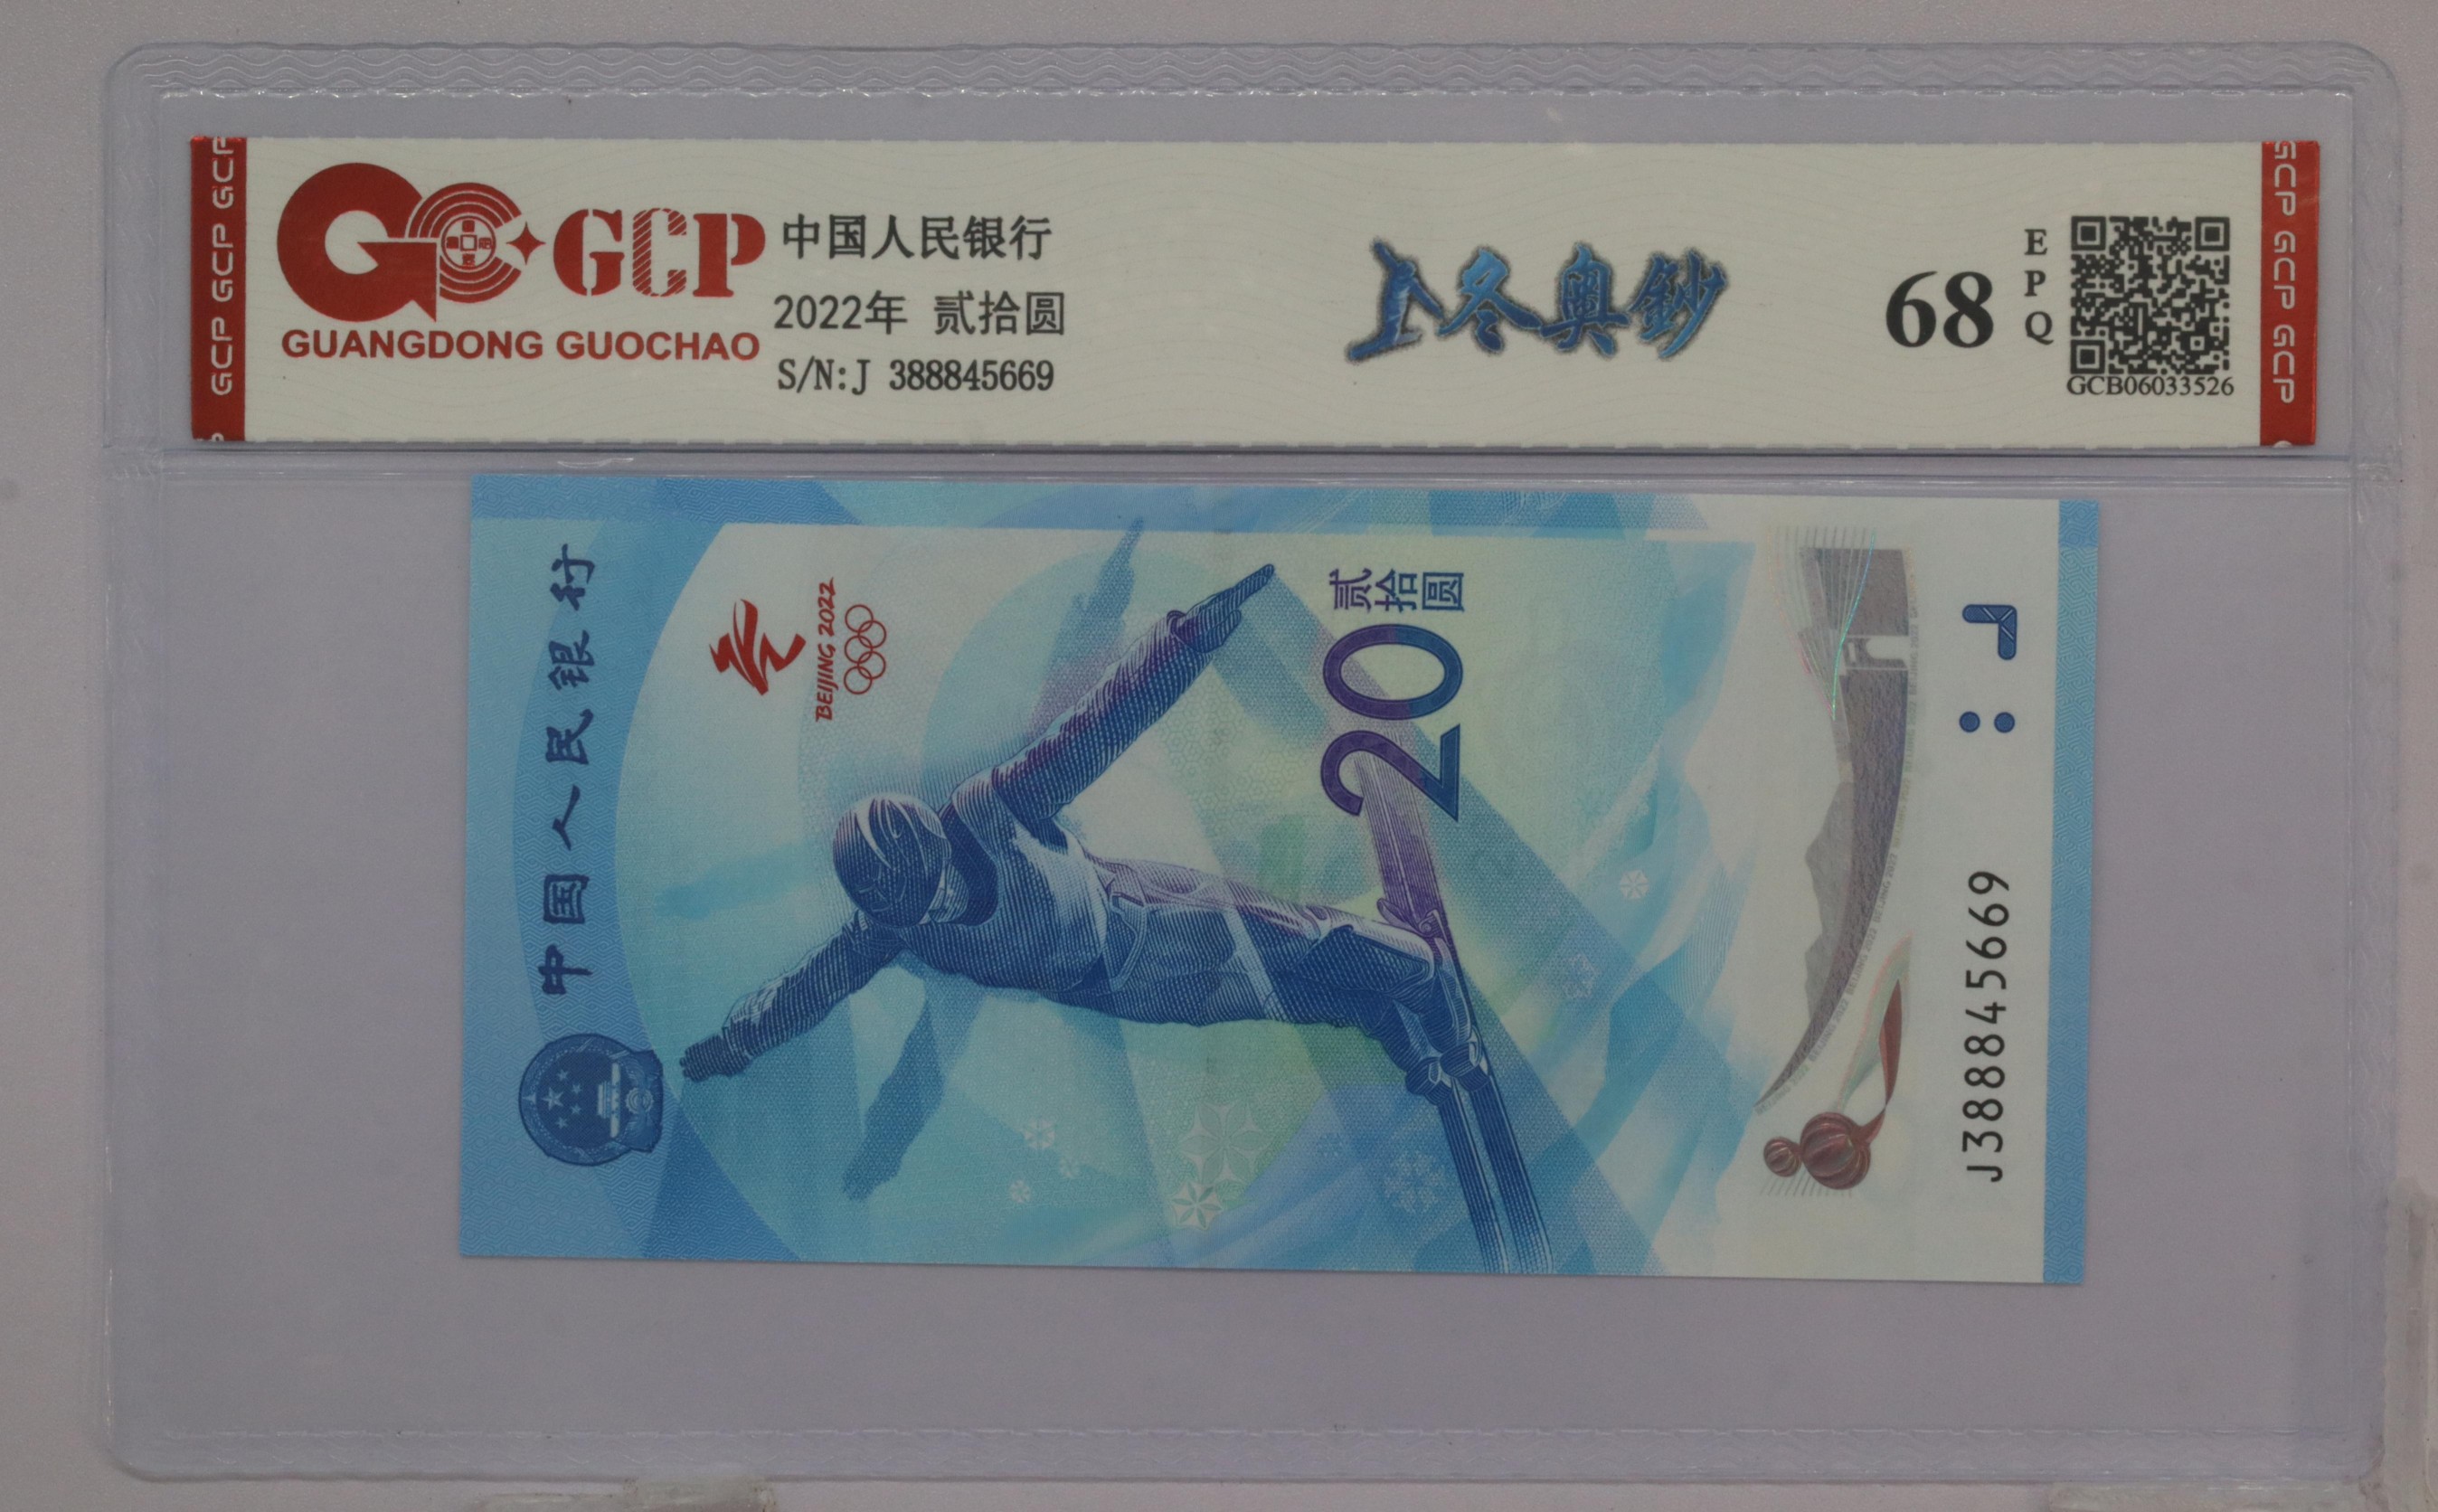 GCP GCP GCP
GCP
GUANGDONG GUOCHAO
中国人民银行
2022年 贰拾圆
S/N:J 388845669
冬奥鈔
68
EPQ
GCB06033526
GCP GCP GCP
中国人民银行
BEIJING 2022
贰拾圆
20
J388845669